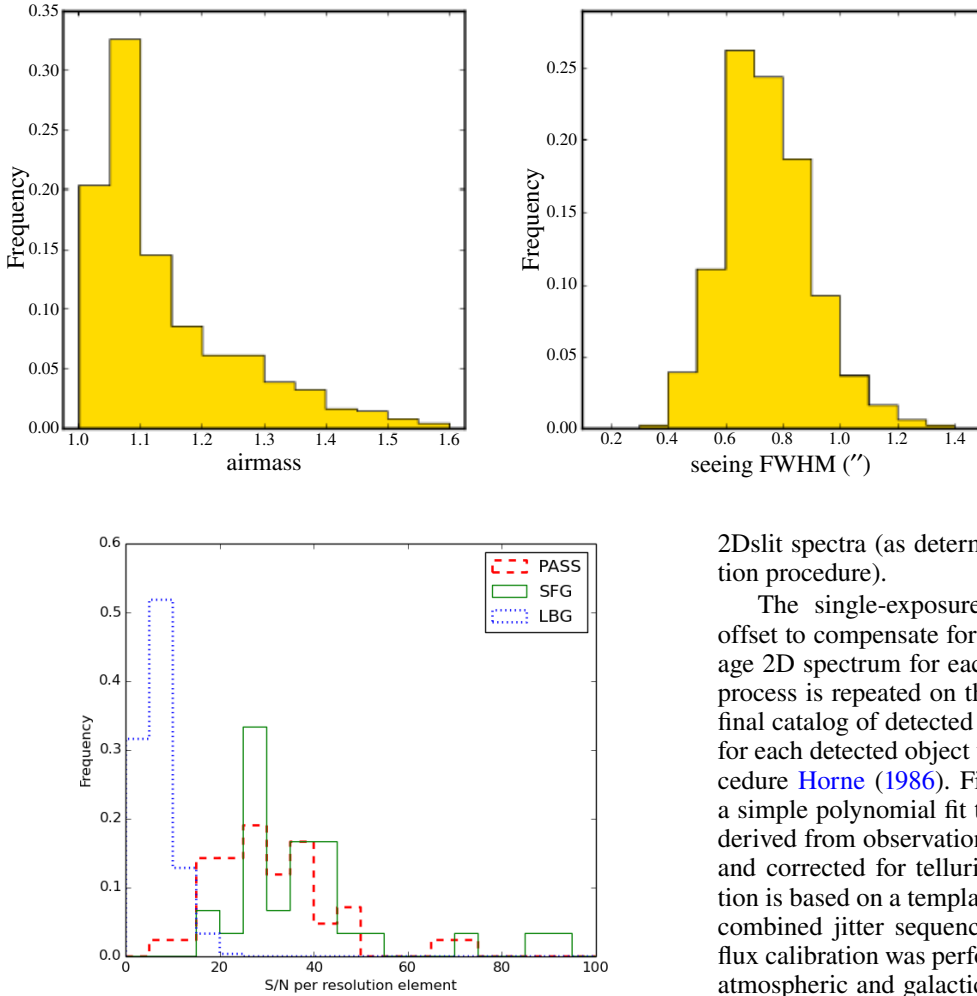 0.35
0.30
0.25
0.20
0.15
0.10
0.05
0.00
Frequency
1.0 1.1 1.2 1.3 1.4 1.5 1.6
airmass
0.25
0.20
0.15
0.10
0.05
0.00
Frequency
0.2 0.4 0.6 0.8 1.0 1.2 1.4
seeing FWHM (″)
0.6
0.5
0.4
0.3
0.2
0.1
0.0
Frequency
PASS
SFG
LBG
0 20 40 60 80 100
S/N per resolution element
2Dslit spectra (as determ
tion procedure).
The single-exposure
offset to compensate for
age 2D spectrum for eac
process is repeated on th
final catalog of detected
for each detected object
cedure Horne (1986). Fi
a simple polynomial fit t
derived from observation
and corrected for telluri
tion is based on a templa
combined jitter sequenc
flux calibration was perfo
atmospheric and galactic